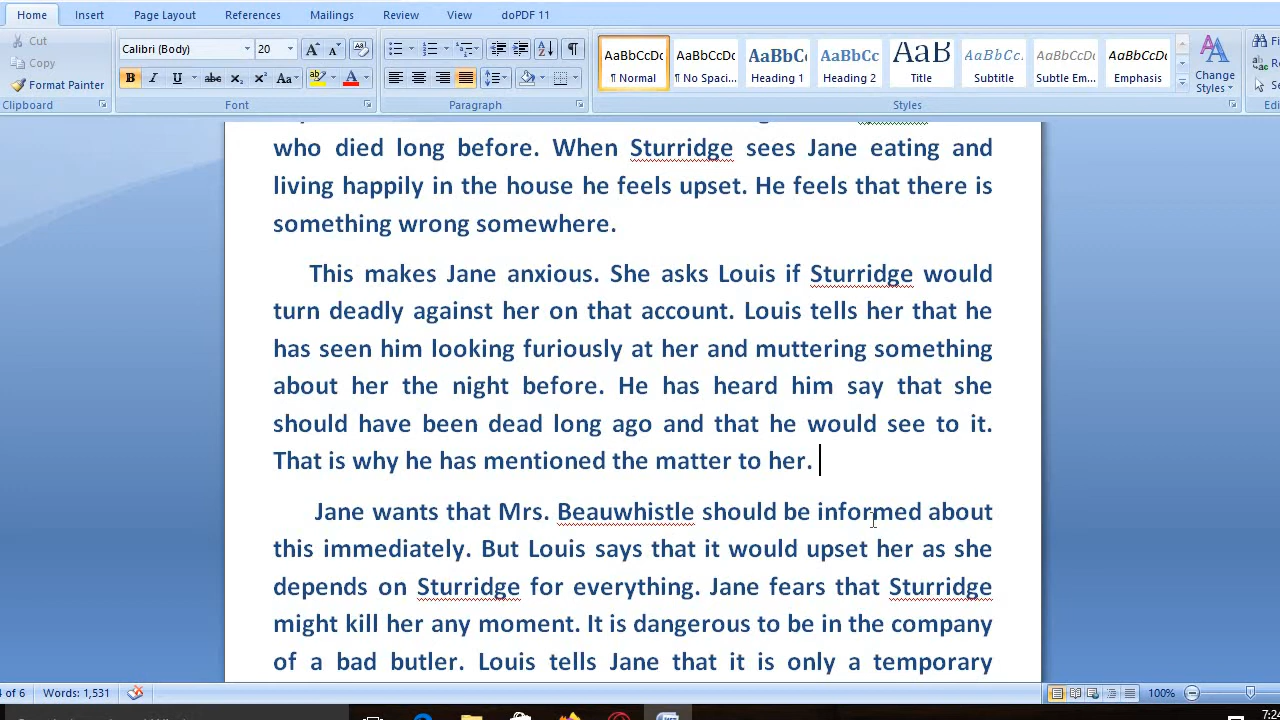 Home Insert Page Layout References Mailings Review View doPDF 11
Cut
Copy
Format Painter
Clipboard
Calibri (Body) 20
Font
Paragraph
AaBbCcDc AaBbCcDc AaBbC AaBbCc AaB AaBbCc. AaBbCcDc AaBbCcDc
¶ Normal ¶ No Spaci... Heading 1 Heading 2 Title Subtitle Subtle Em... Emphasis
Change Styles
Styles
who died long before. When Sturridge sees Jane eating and
living happily in the house he feels upset. He feels that there is
something wrong somewhere.
This makes Jane anxious. She asks Louis if Sturridge would
turn deadly against her on that account. Louis tells her that he
has seen him looking furiously at her and muttering something
about her the night before. He has heard him say that she
should have been dead long ago and that he would see to it.
That is why he has mentioned the matter to her.
Jane wants that Mrs. Beauwhistle should be informed about
this immediately. But Louis says that it would upset her as she
depends on Sturridge for everything. Jane fears that Sturridge
might kill her any moment. It is dangerous to be in the company
of a bad butler. Louis tells Jane that it is only a temporary
of 6 Words: 1,531 100%